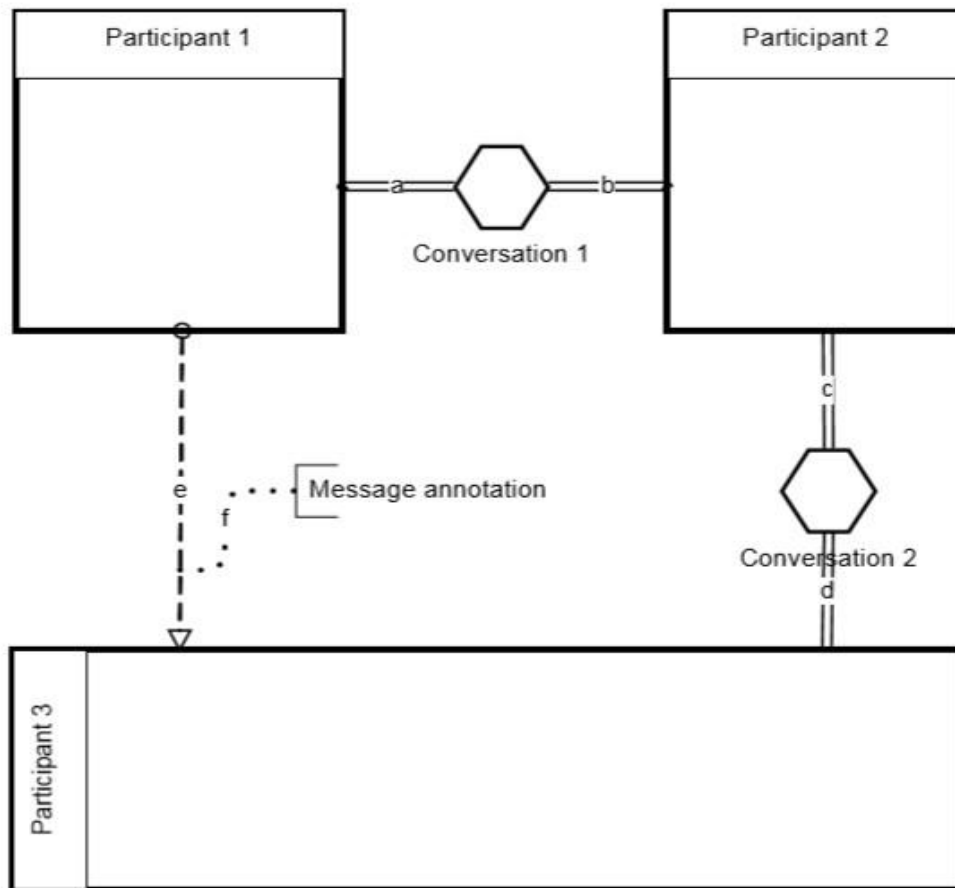 Participant 1
Participant 2
a
b
Conversation 1
c
e
Message annotation
f
Conversation 2
d
Participant 3